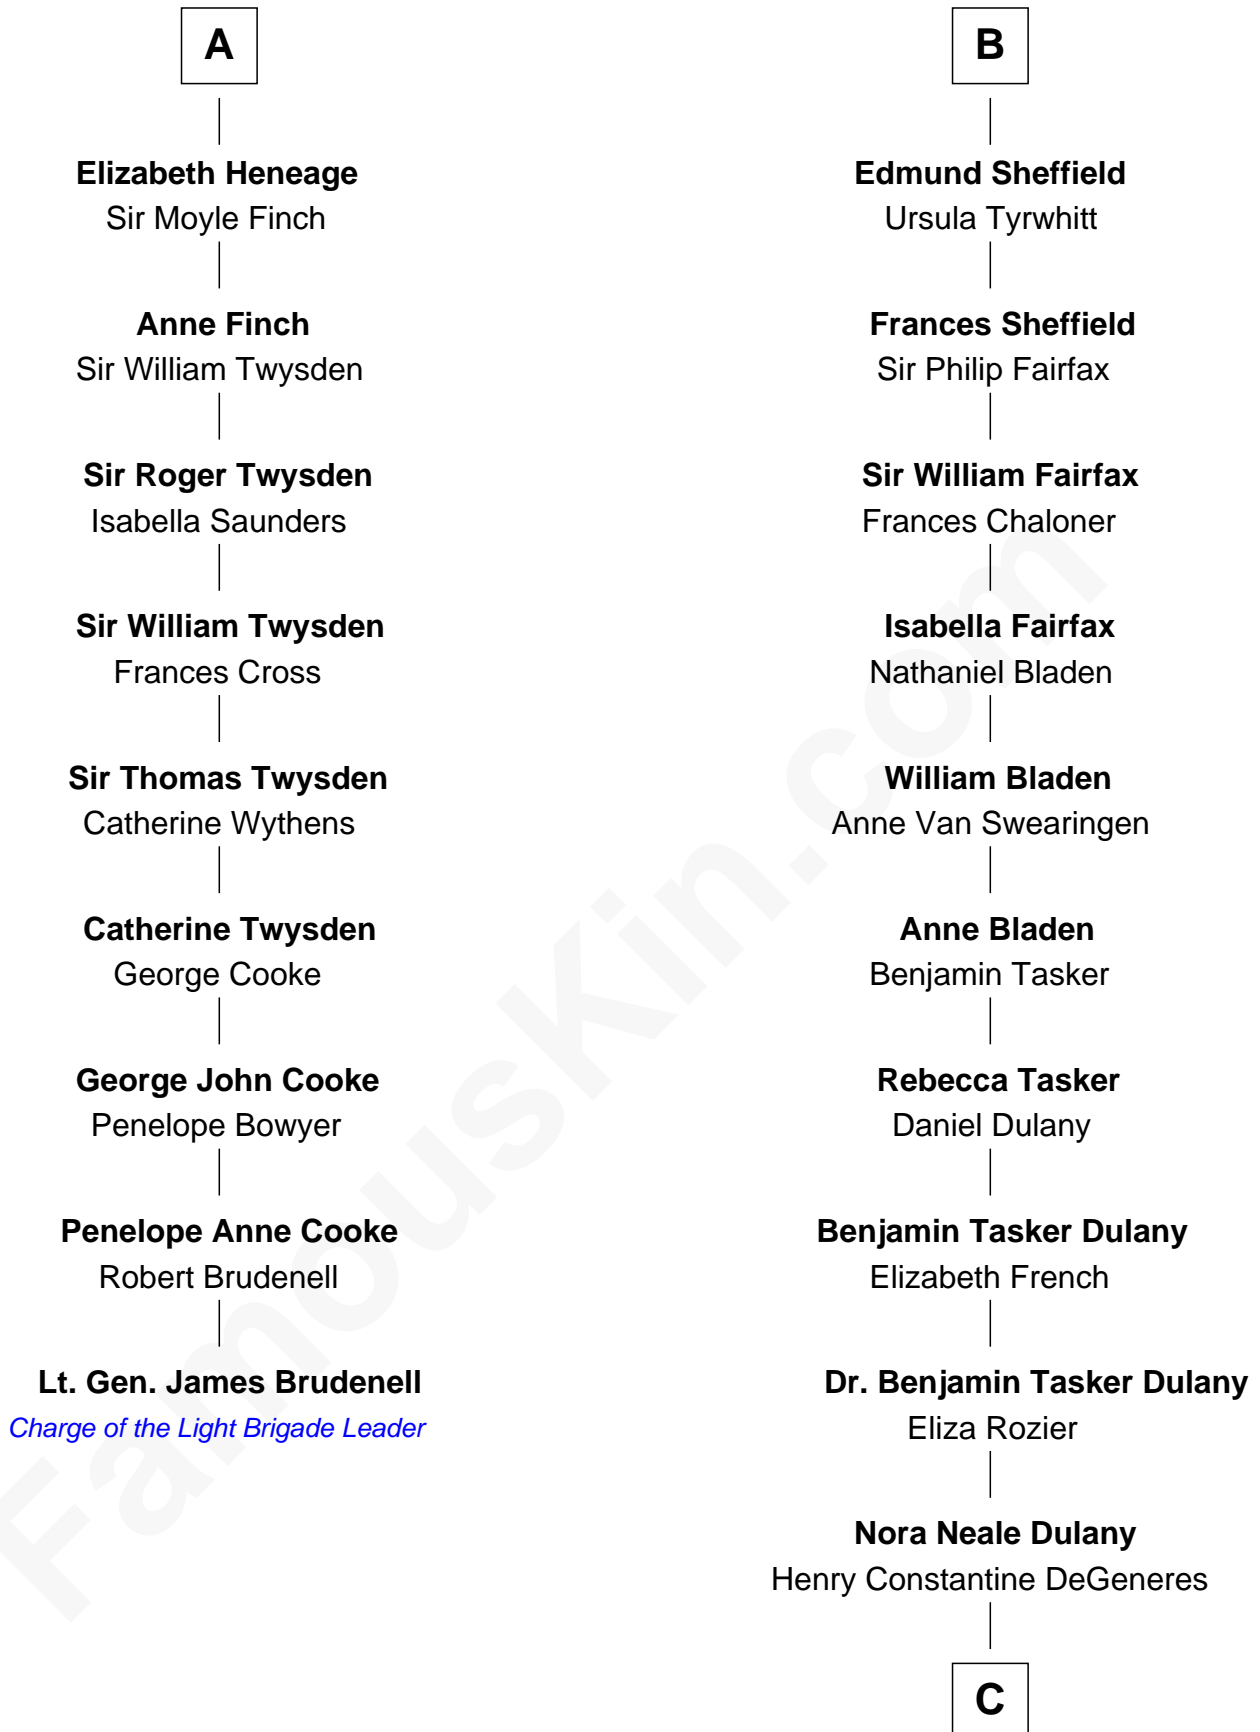 A
Elizabeth Heneage
Sir Moyle Finch
Anne Finch
Sir William Twysden
Sir Roger Twysden
Isabella Saunders
Sir William Twysden
Frances Cross
Sir Thomas Twysden
Catherine Wythens
Catherine Twysden
George Cooke
George John Cooke
Penelope Bowyer
Penelope Anne Cooke
Robert Brudenell
Lt. Gen. James Brudenell
Charge of the Light Brigade Leader
B
Edmund Sheffield
Ursula Tyrwhitt
Frances Sheffield
Sir Philip Fairfax
Sir William Fairfax
Frances Chaloner
Isabella Fairfax
Nathaniel Bladen
William Bladen
Anne Van Swearingen
Anne Bladen
Benjamin Tasker
Rebecca Tasker
Daniel Dulany
Benjamin Tasker Dulany
Elizabeth French
Dr. Benjamin Tasker Dulany
Eliza Rozier
Nora Neale Dulany
Henry Constantine DeGeneres
C
FamousKin.com